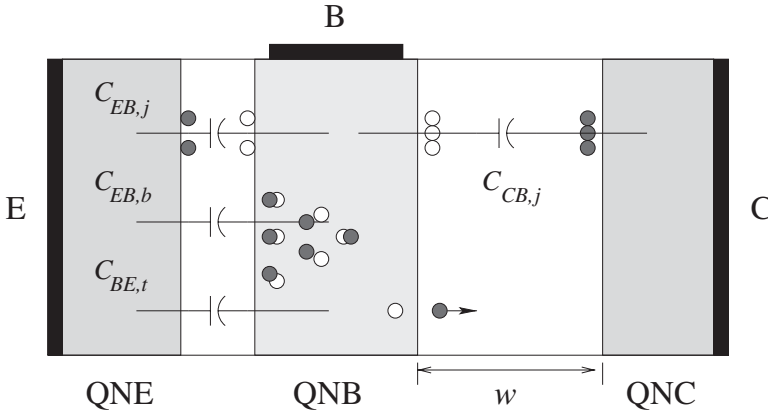 B
C_{EB,j}
C_{EB,b}
C_{CB,j}
E
C
C_{BE,t}
QNE
QNB
w
QNC